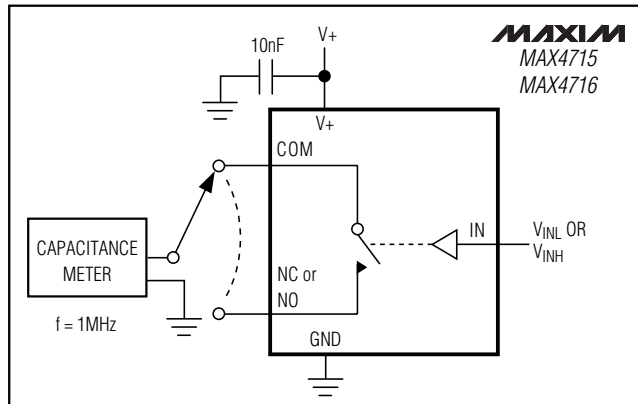 V+
10nF
MAXIM
MAX4715
MAX4716
V+
COM
IN
VINL OR
VINH
CAPACITANCE
METER
NC or
NO
f = 1MHz
GND